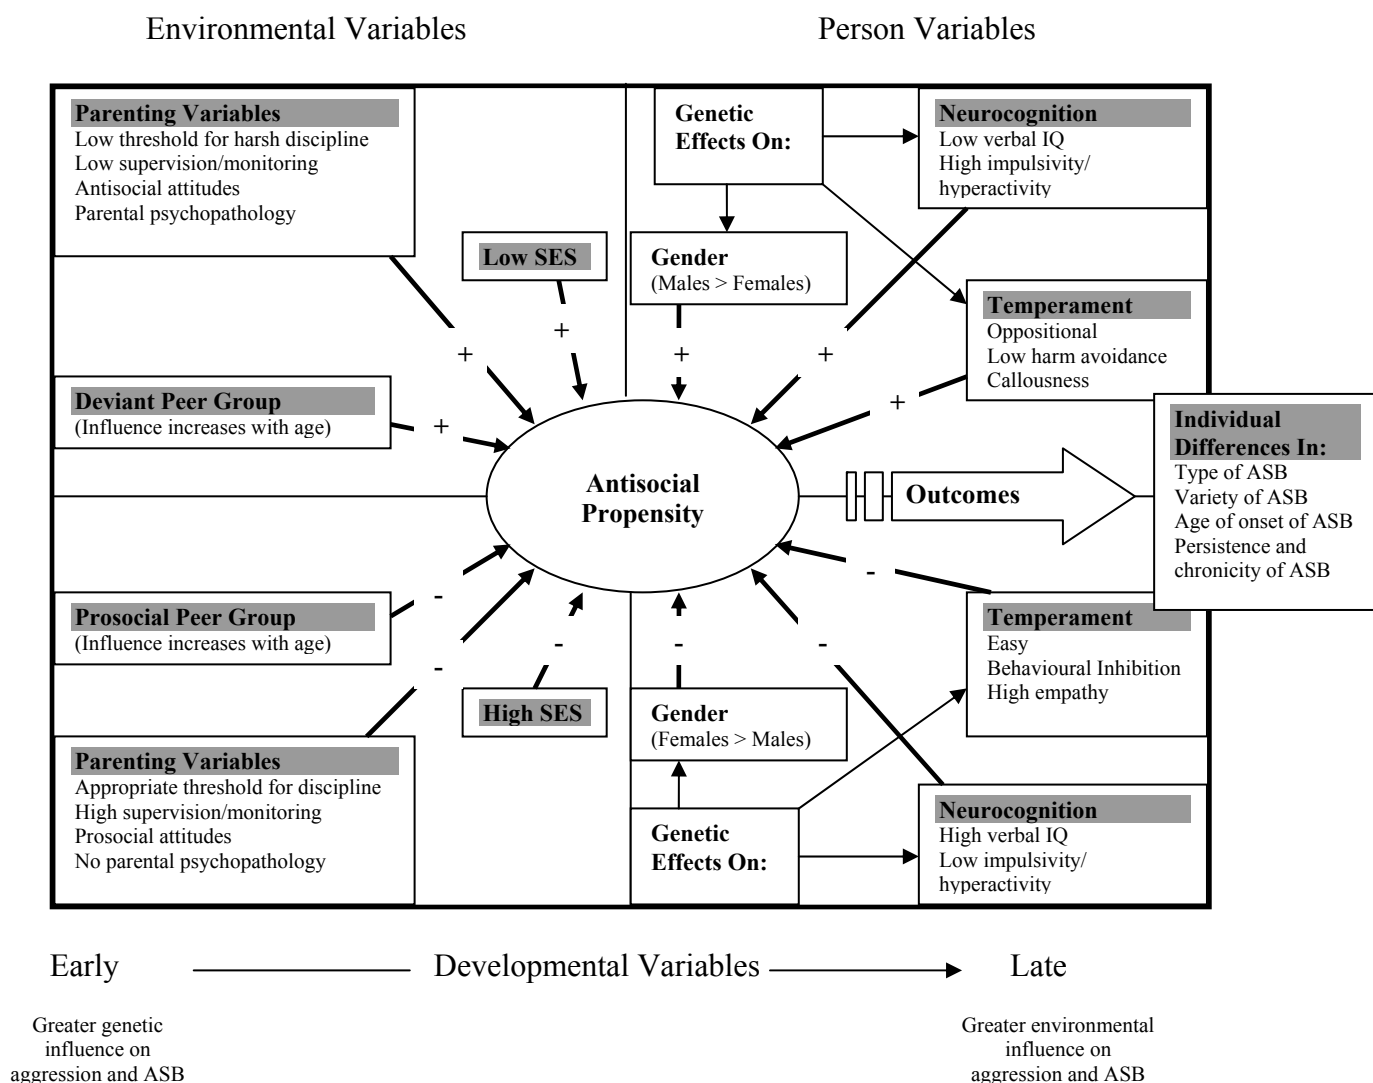 Environmental Variables
Person Variables
Parenting Variables
Low threshold for harsh discipline
Low supervision/monitoring
Antisocial attitudes
Parental psychopathology
Low SES
+
+
Deviant Peer Group
(Influence increases with age)
+
Genetic
Effects On:
Neurocognition
Low verbal IQ
High impulsivity/
hyperactivity
Gender
(Males > Females)
+
+
Temperament
Oppositional
Low harm avoidance
Callousness
+
Antisocial
Propensity
Outcomes
Individual
Differences In:
Type of ASB
Variety of ASB
Age of onset of ASB
Persistence and
chronicity of ASB
Prosocial Peer Group
(Influence increases with age)
-
-
-
High SES
Parenting Variables
Appropriate threshold for discipline
High supervision/monitoring
Prosocial attitudes
No parental psychopathology
-
-
-
Gender
(Females > Males)
Genetic
Effects On:
Temperament
Easy
Behavioural Inhibition
High empathy
Neurocognition
High verbal IQ
Low impulsivity/
hyperactivity
Early
Developmental Variables
Late
Greater genetic
influence on
aggression and ASB
Greater environmental
influence on
aggression and ASB